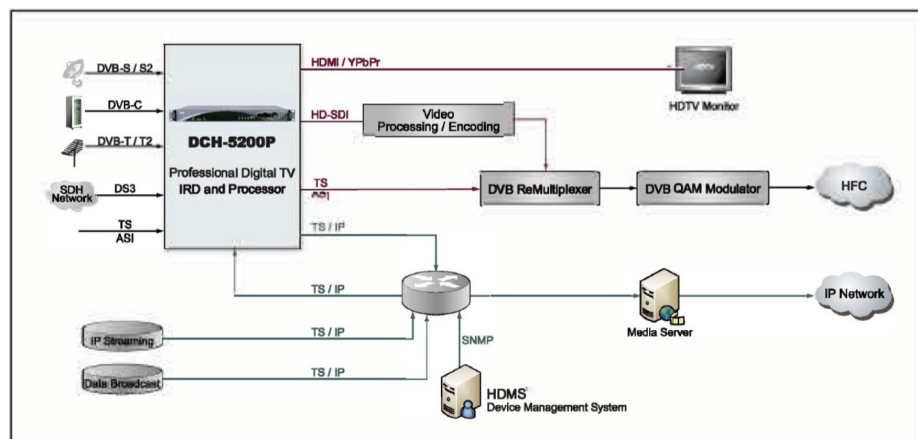 DVB-S / S2
DVB-C
DVB-T / T2
SDH
Network
DS3
TS
ASI
DCH-5200P
Professional Digital TV
IRD and Processor
HDMI / YPbPr
HDTV Monitor
HD-SDI
Video
Processing / Encoding
TS
ASI
DVB ReMultiplexer
DVB QAM Modulator
HFC
TS / IP
TS / IP
Media Server
IP Network
IP Streaming
TS / IP
SNMP
Data Broadcast
TS / IP
HDMS
Device Management System